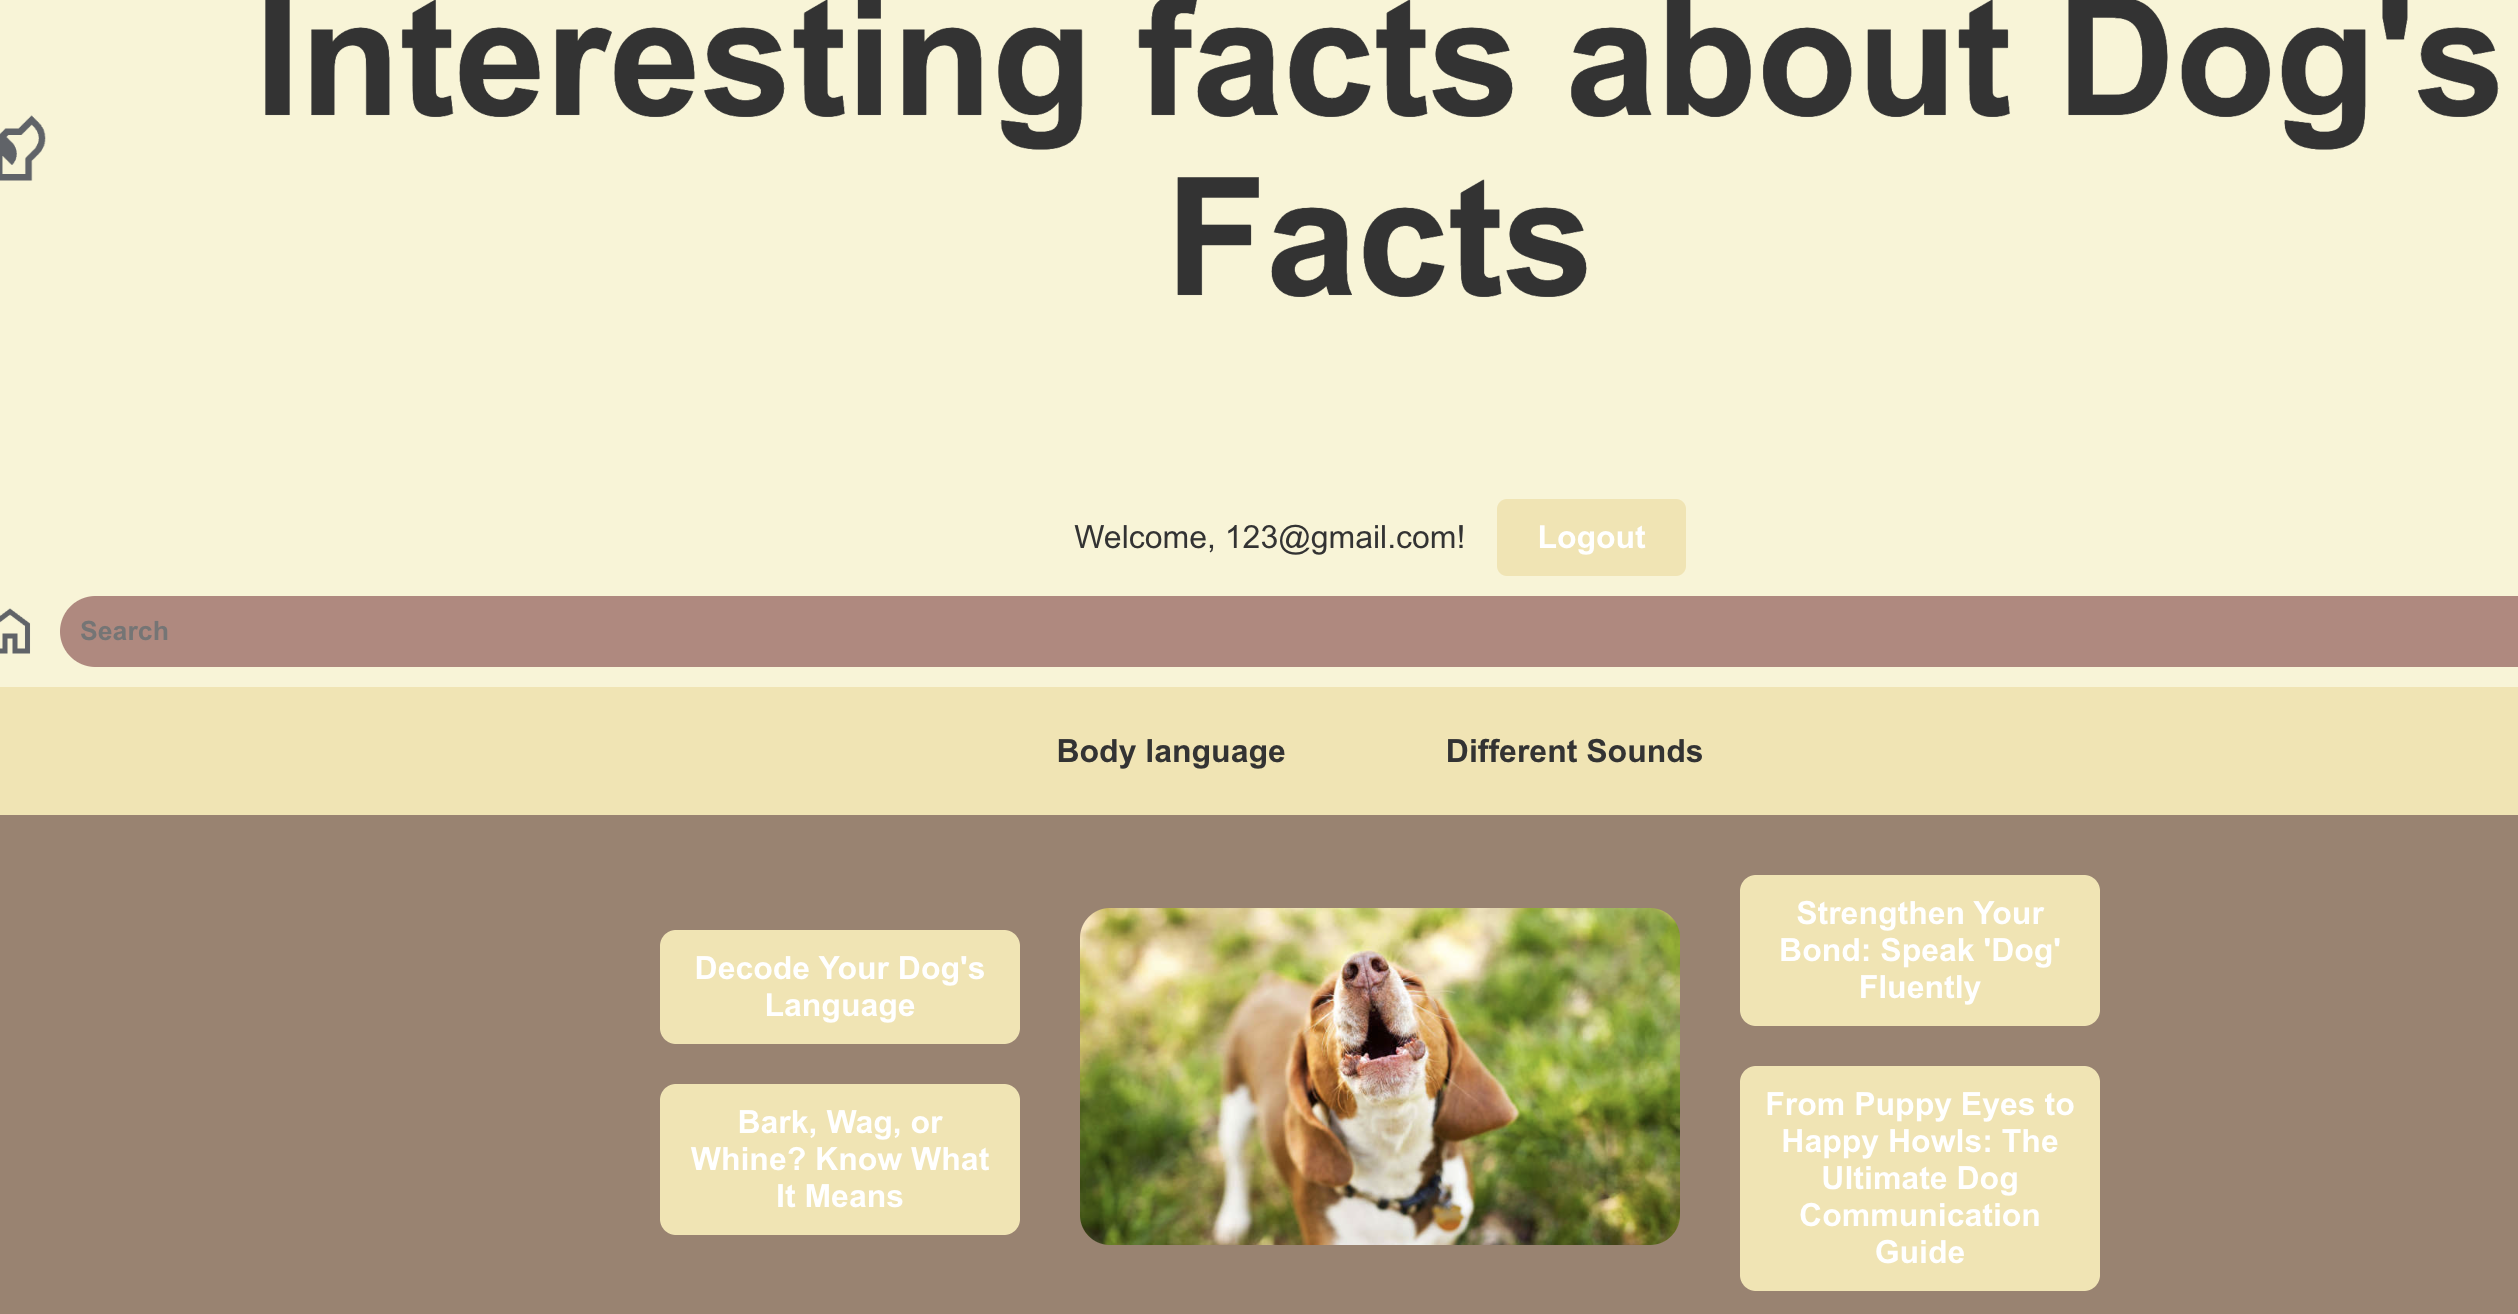 Interesting facts about Dog's
Facts
Welcome, 123@gmail.com!
Logout
Search
Body language
Different Sounds
Decode Your Dog's
Language
Bark, Wag, or
Whine? Know What
It Means
Strengthen Your
Bond: Speak 'Dog'
Fluently
From Puppy Eyes to
Happy Howls: The
Ultimate Dog
Communication
Guide